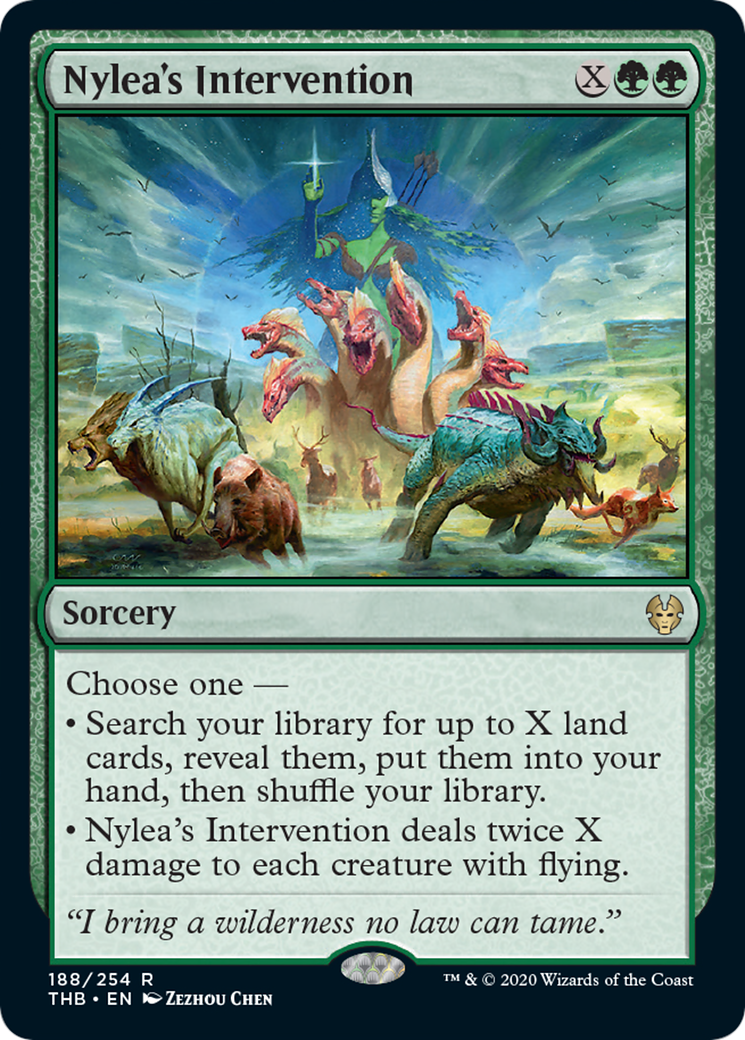 Nylea's Intervention X
Sorcery
Choose one —
• Search your library for up to X land
cards, reveal them, put them into your
hand, then shuffle your library.
• Nylea's Intervention deals twice X
damage to each creature with flying.
“I bring a wilderness no law can tame.”
188/254 R ™ & © 2020 Wizards of the Coast
THB • EN Zezhou Chen